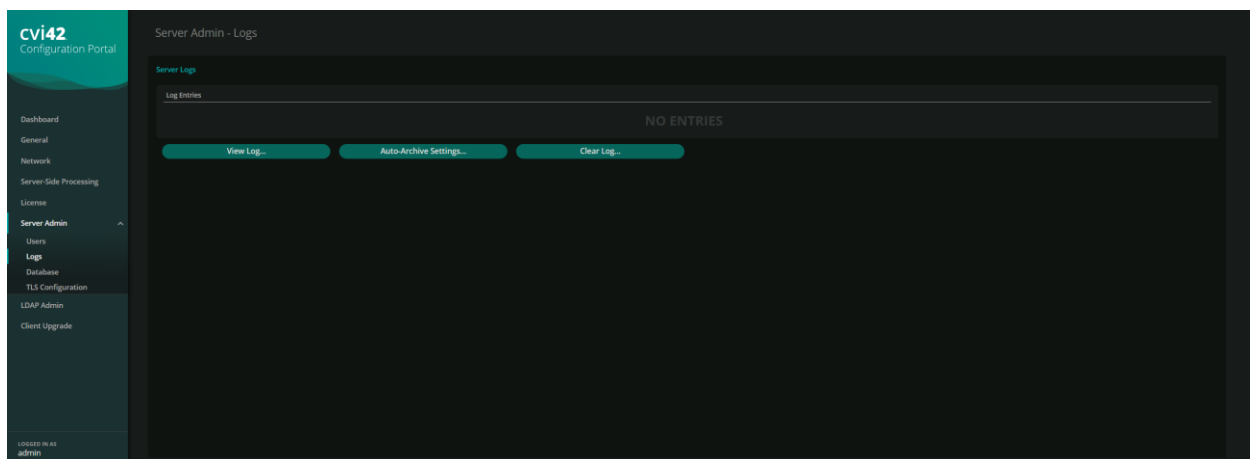 cvi42
Configuration Portal
Dashboard
General
Network
Server-Side Processing
License
Server Admin
Users
Logs
Database
TLS Configuration
LDAP Admin
Client Upgrade
LOGGED IN AS
admin
Server Admin - Logs
Server Logs
Log Entries
NO ENTRIES
View Log... Auto-Archive Settings... Clear Log...